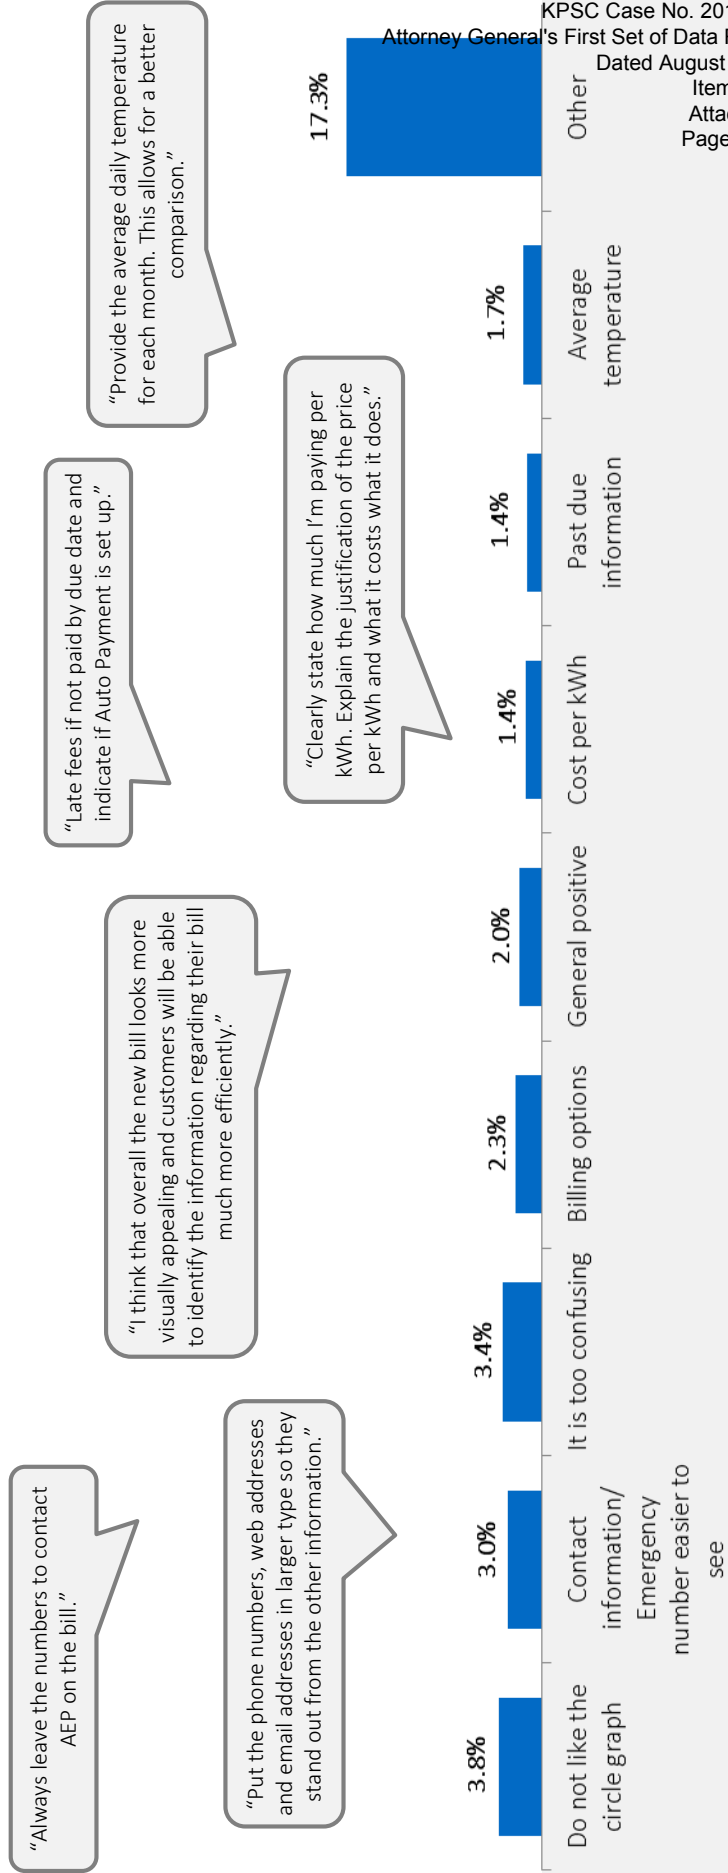 KPSC Case No. 201
Attorney General's First Set of Data R
Dated August
Item
Attac
Page
“Always leave the numbers to contact
AEP on the bill.”
“Put the phone numbers, web addresses
and email addresses in larger type so they
stand out from the other information.”
“I think that overall the new bill looks more
visually appealing and customers will be able
to identify the information regarding their bill
much more efficiently.”
“Late fees if not paid by due date and
indicate if Auto Payment is set up.”
“Clearly state how much I’m paying per
kWh. Explain the justification of the price
per kWh and what it costs what it does.”
“Provide the average daily temperature
for each month. This allows for a better
comparison.”
3.8%
3.0%
3.4%
2.3%
2.0%
1.4%
1.4%
1.7%
17.3%
Do not like the
circle graph
Contact
information/
Emergency
number easier to
see
It is too confusing
Billing options
General positive
Cost per kWh
Past due
information
Average
temperature
Other